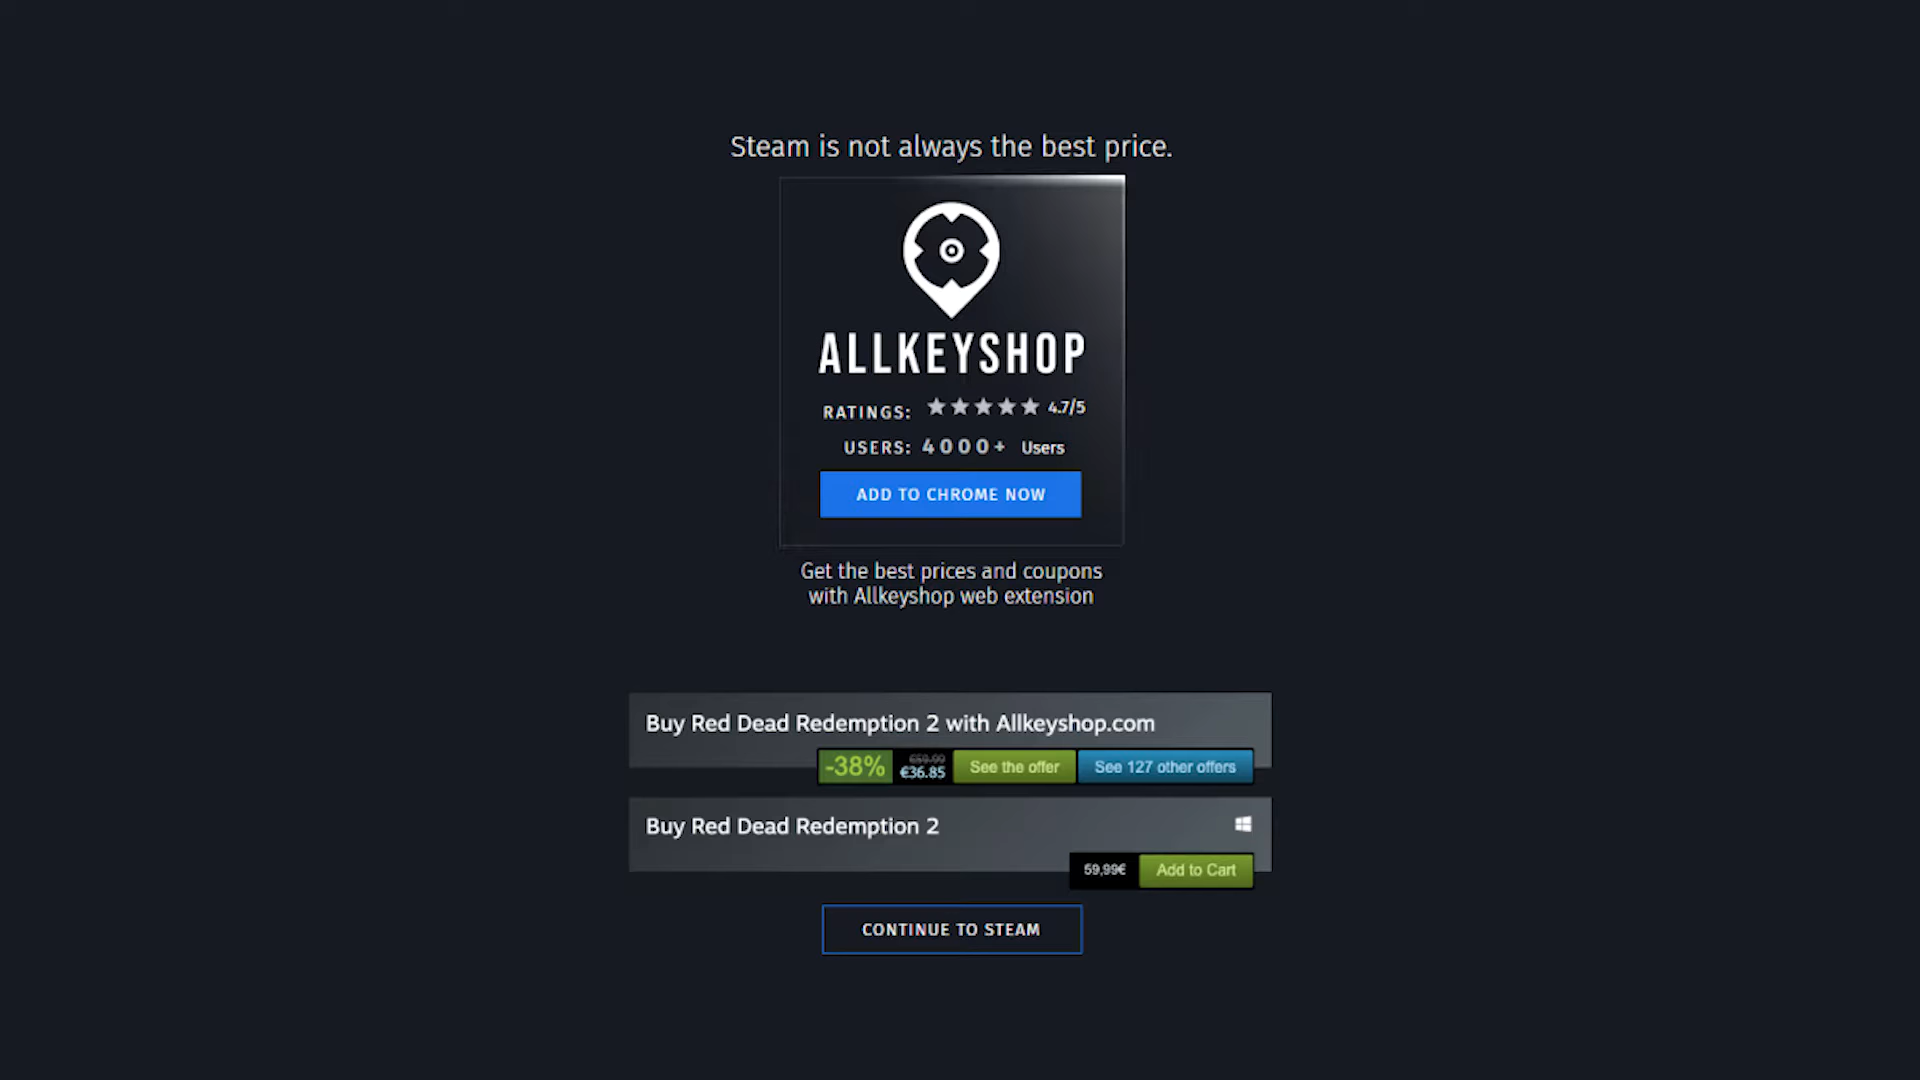 Steam is not always the best price.
ALLKEYSHOP
RATINGS: ★★★★★ 4.7/5
USERS: 4000+ Users
ADD TO CHROME NOW
Get the best prices and coupons
with Allkeyshop web extension
Buy Red Dead Redemption 2 with Allkeyshop.com
-38% €59.99 €36.85 See the offer See 127 other offers
Buy Red Dead Redemption 2
59,99€ Add to Cart
CONTINUE TO STEAM